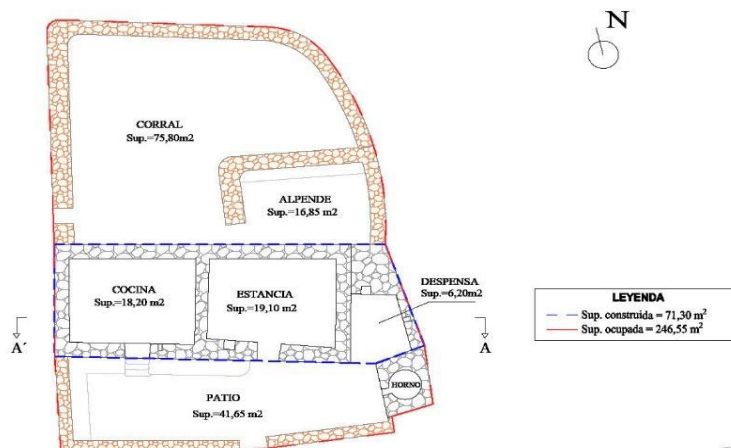 N
CORRAL
Sup.=75,80m2
ALPENDE
Sup.=16,85 m2
COCINA
Sup.=18,20 m2
ESTANCIA
Sup.=19,10 m2
DESPENSA
Sup.=6,20m2
LEYENDA
Sup. construida = 71,30 m²
Sup. ocupada = 246,55 m²
A´
A
HORNO
PATIO
Sup.=41,65 m2